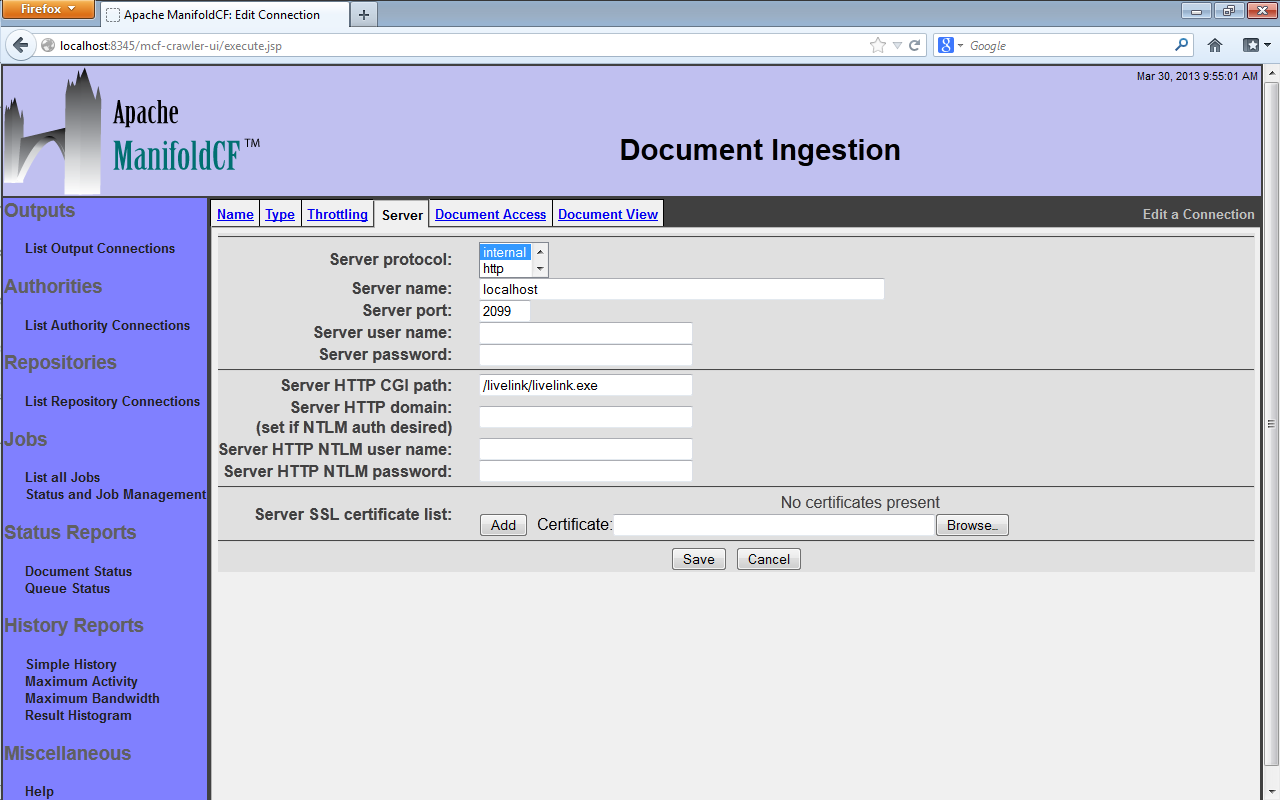 Firefox
Apache ManifoldCF: Edit Connection
localhost:8345/mcf-crawler-ui/execute.jsp
Google
Mar 30, 2013 9:55:01 AM
Apache
ManifoldCF™
Document Ingestion
Outputs
List Output Connections
Authorities
List Authority Connections
Repositories
List Repository Connections
Jobs
List all Jobs
Status and Job Management
Status Reports
Document Status
Queue Status
History Reports
Simple History
Maximum Activity
Maximum Bandwidth
Result Histogram
Miscellaneous
Help
Name Type Throttling Server Document Access Document View Edit a Connection
Server protocol: internal
http
Server name: localhost
Server port: 2099
Server user name:
Server password:
Server HTTP CGI path: /livelink/livelink.exe
Server HTTP domain:
(set if NTLM auth desired)
Server HTTP NTLM user name:
Server HTTP NTLM password:
Server SSL certificate list: No certificates present
Add Certificate: Browse…
Save Cancel